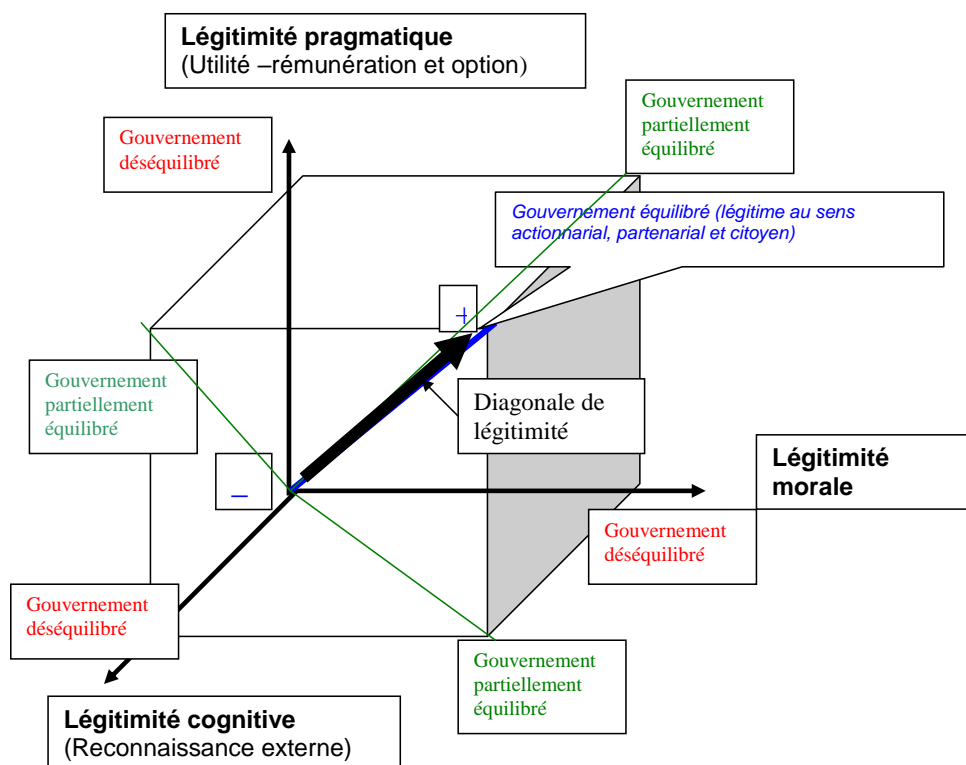 Légitimité pragmatique
(Utilité –rémunération et option)
Gouvernement
partiellement
équilibré
Gouvernement
déséquilibré
Gouvernement équilibré (légitime au sens
actionnarial, partenarial et citoyen)
+
Gouvernement
partiellement
équilibré
Diagonale de
légitimité
Légitimité
morale
–
Gouvernement
déséquilibré
Gouvernement
déséquilibré
Gouvernement
partiellement
équilibré
Légitimité cognitive
(Reconnaissance externe)